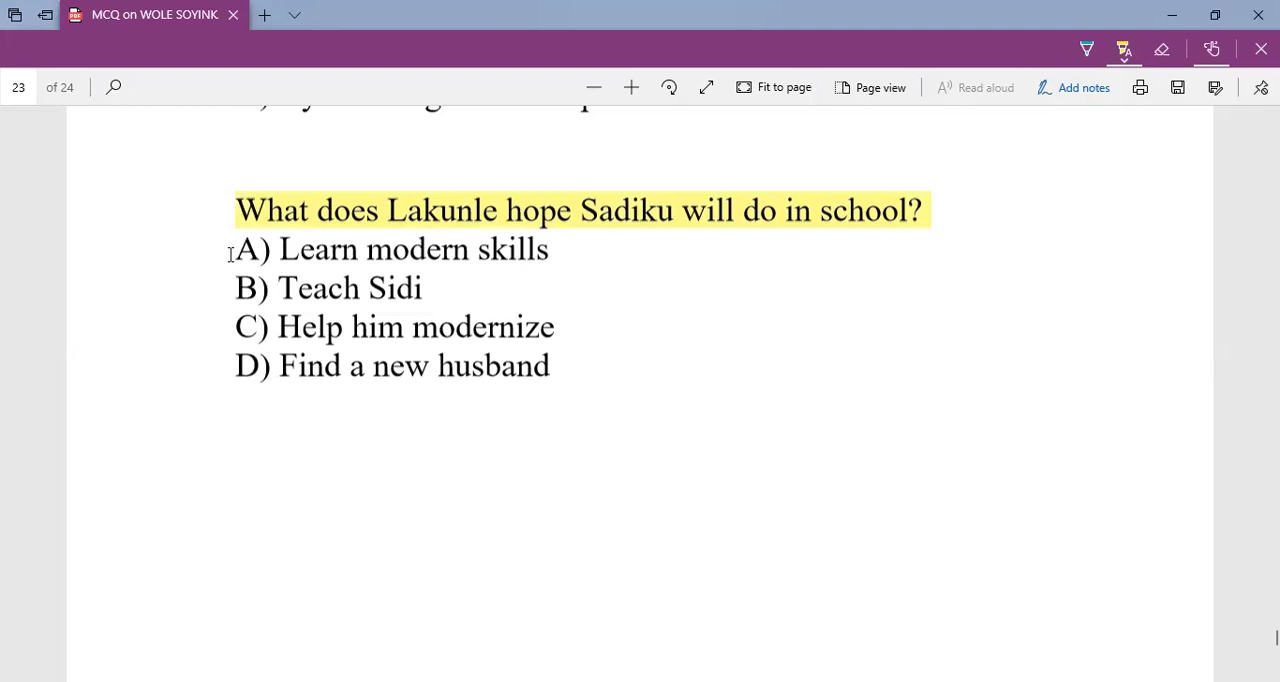 MCQ on WOLE SOYINK
23 of 24
Fit to page
Page view
Read aloud
Add notes
What does Lakunle hope Sadiku will do in school?
A) Learn modern skills
B) Teach Sidi
C) Help him modernize
D) Find a new husband